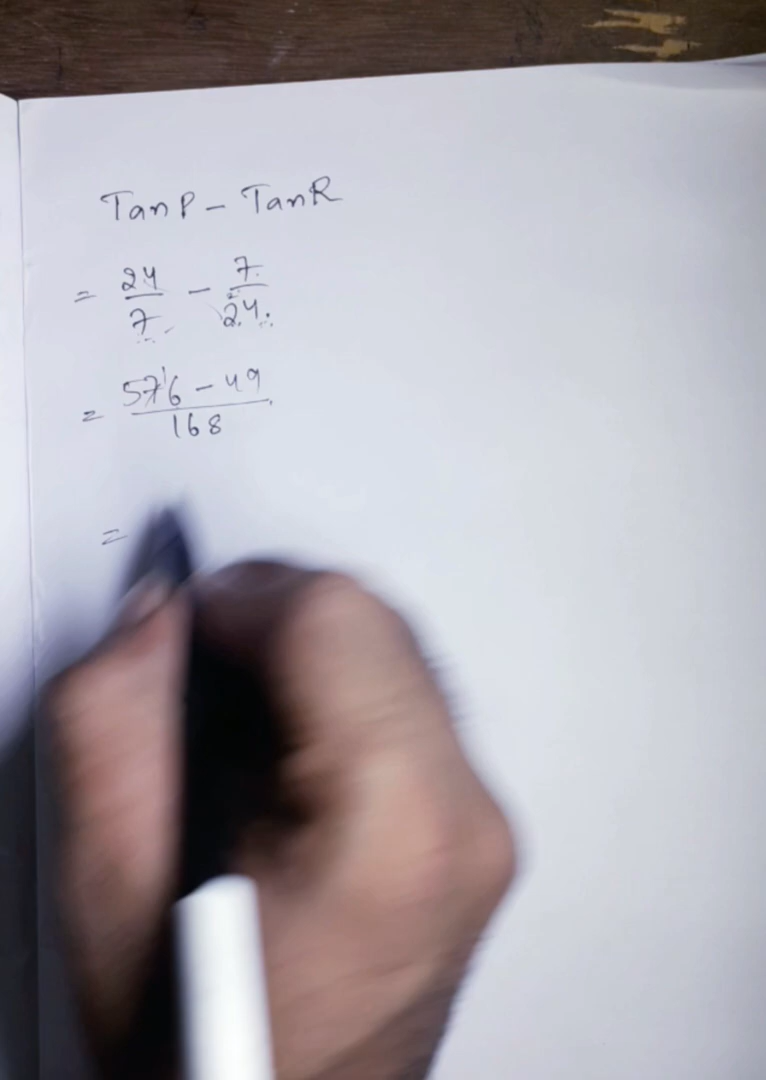 TanP - TanR
= 24/7 - 7/24
= 576 - 49/168
=